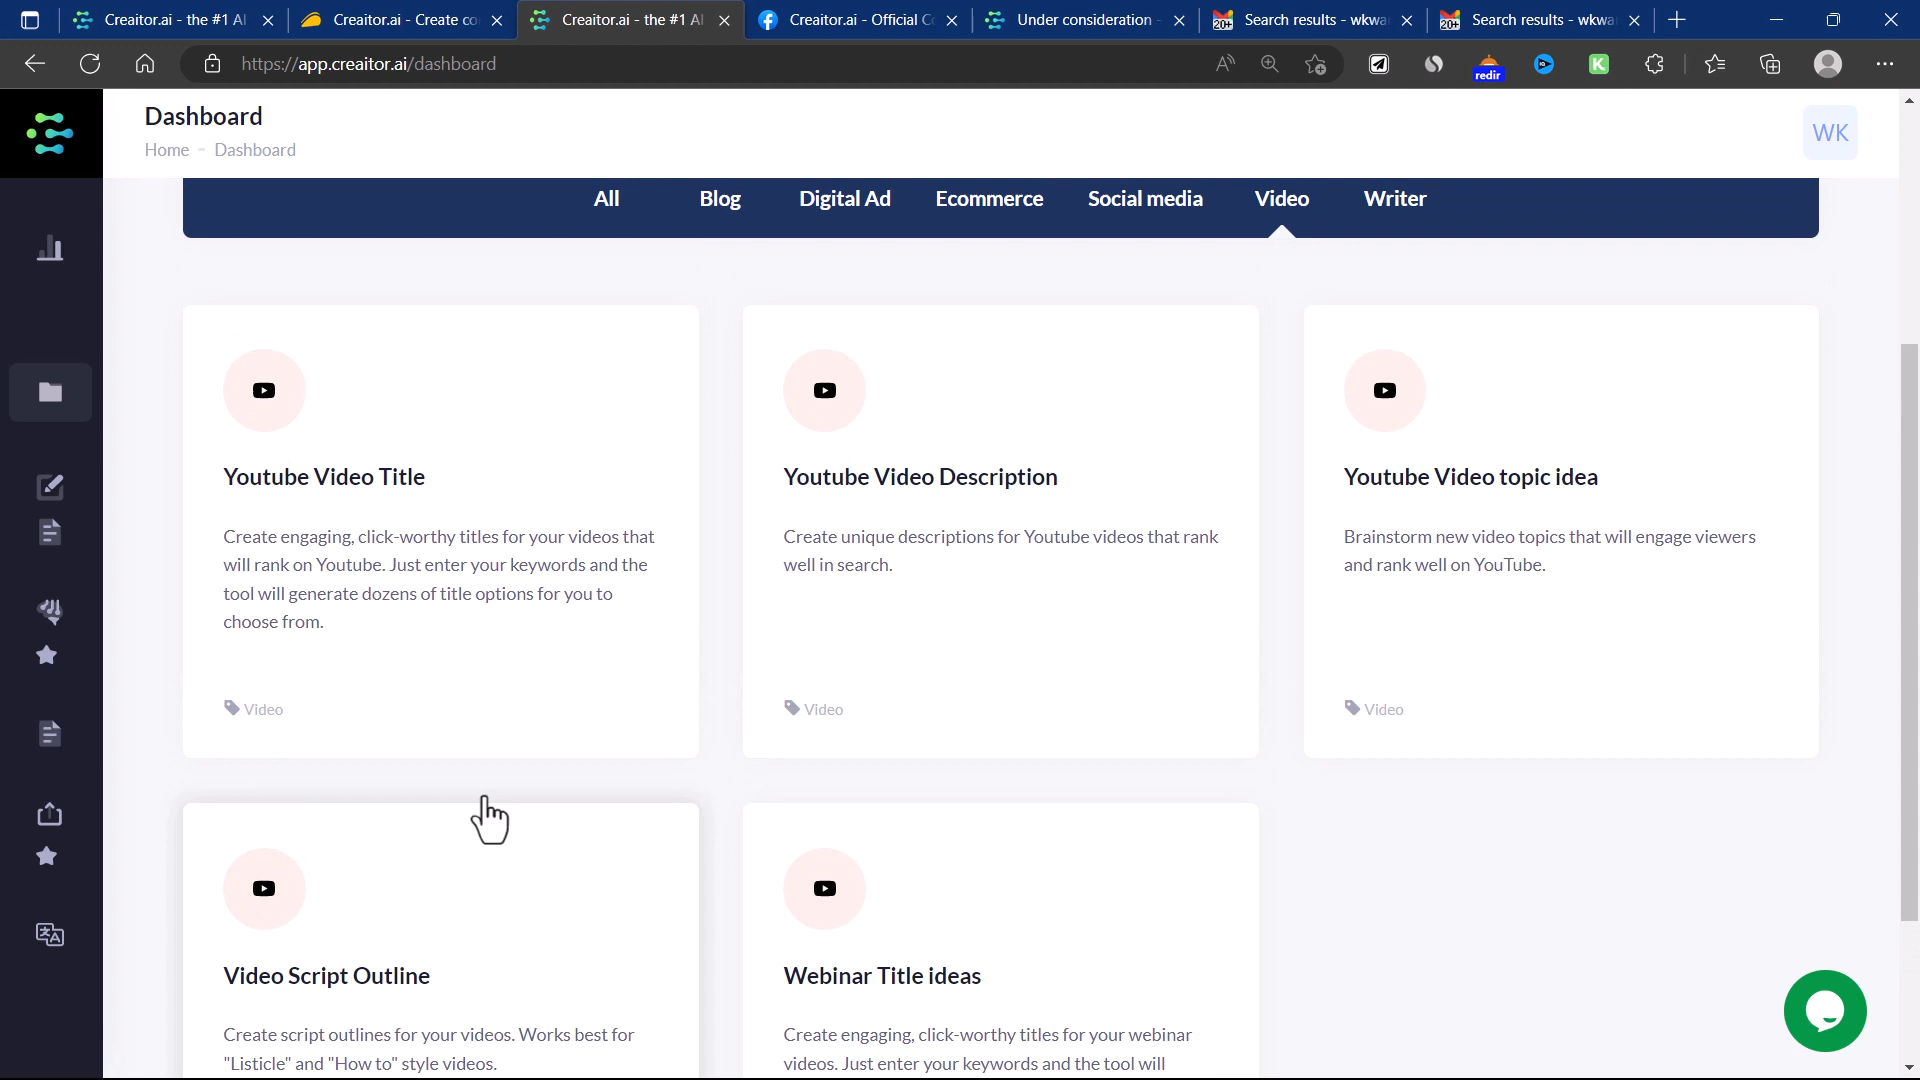 Creaitor.ai - the #1 AI
Creaitor.ai - Create co
Creaitor.ai - the #1 AI
Creaitor.ai - Official C
Under consideration -
Search results - wkwa
Search results - wkwa
https://app.creaitor.ai/dashboard
redir
Dashboard
Home - Dashboard
WK
All
Blog
Digital Ad
Ecommerce
Social media
Video
Writer
Youtube Video Title
Create engaging, click-worthy titles for your videos that
will rank on Youtube. Just enter your keywords and the
tool will generate dozens of title options for you to
choose from.
Video
Youtube Video Description
Create unique descriptions for Youtube videos that rank
well in search.
Video
Youtube Video topic idea
Brainstorm new video topics that will engage viewers
and rank well on YouTube.
Video
Video Script Outline
Create script outlines for your videos. Works best for
"Listicle" and "How to" style videos.
Webinar Title ideas
Create engaging, click-worthy titles for your webinar
videos. Just enter your keywords and the tool will